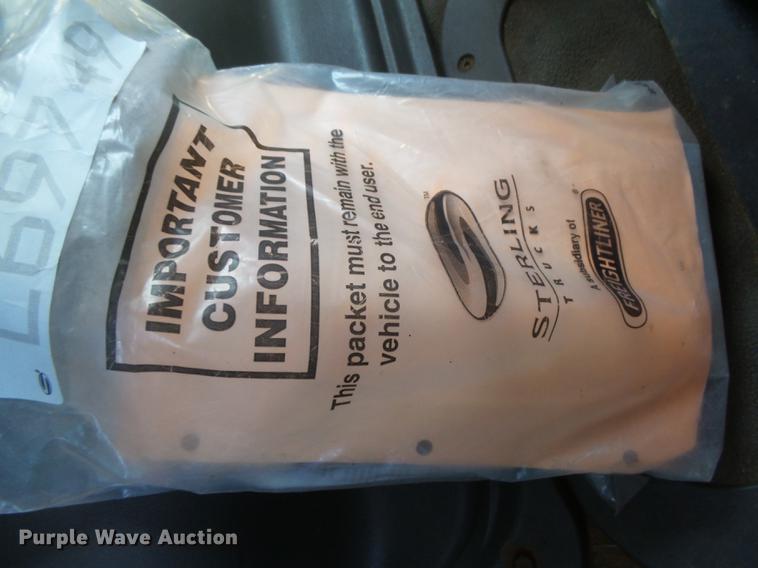 IMPORTANT
CUSTOMER
INFORMATION
This packet must remain with the
vehicle to the end user.
STERLING
TRUCKS
A subsidiary of
FREIGHTLINER
Purple Wave Auction